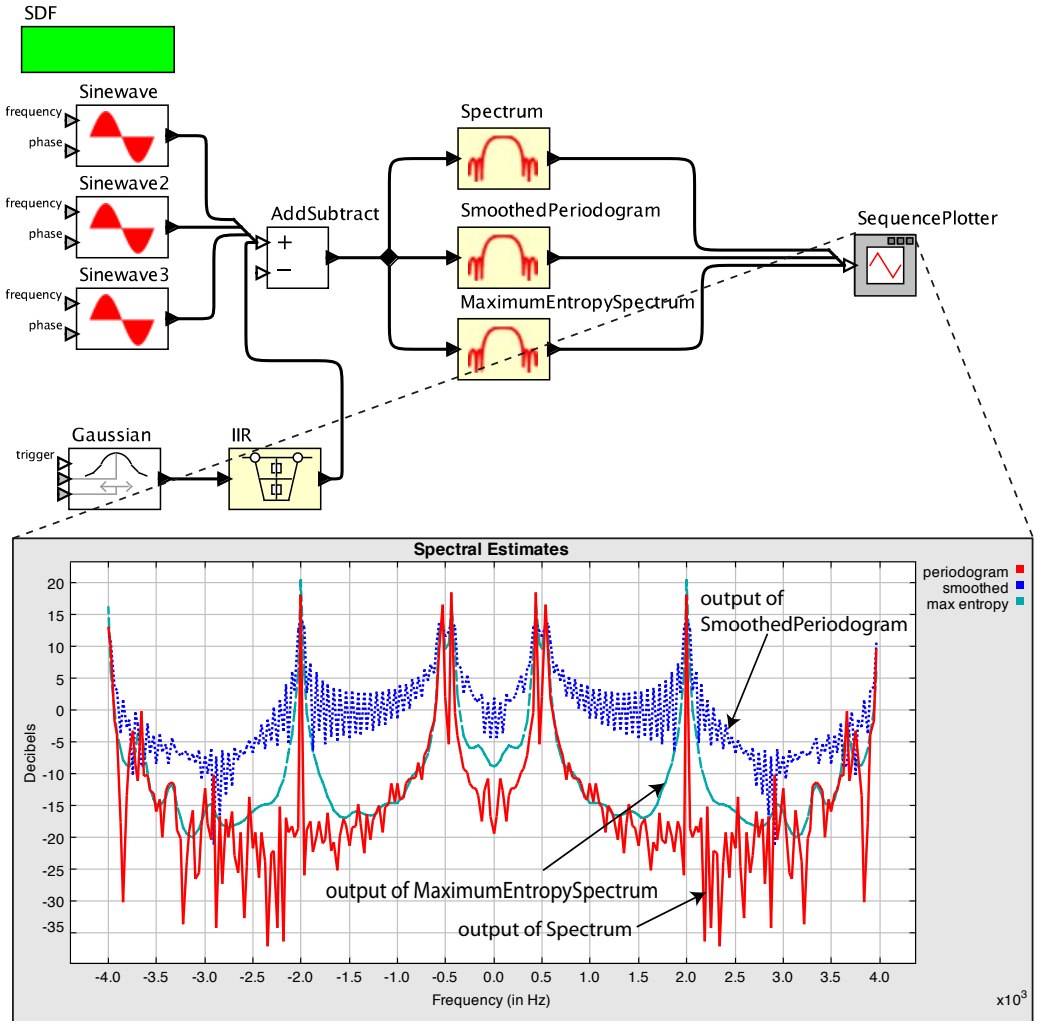 SDF
Sinewave
frequency
phase
Sinewave2
frequency
phase
Sinewave3
frequency
phase
AddSubtract
+
−
Spectrum
SmoothedPeriodogram
MaximumEntropySpectrum
SequencePlotter
Gaussian
trigger
IIR
Spectral Estimates
periodogram
smoothed
max entropy
output of
SmoothedPeriodogram
output of MaximumEntropySpectrum
output of Spectrum
Decibels
20
15
10
5
0
-5
-10
-15
-20
-25
-30
-35
-4.0 -3.5 -3.0 -2.5 -2.0 -1.5 -1.0 -0.5 0.0 0.5 1.0 1.5 2.0 2.5 3.0 3.5 4.0
Frequency (in Hz)
x10³